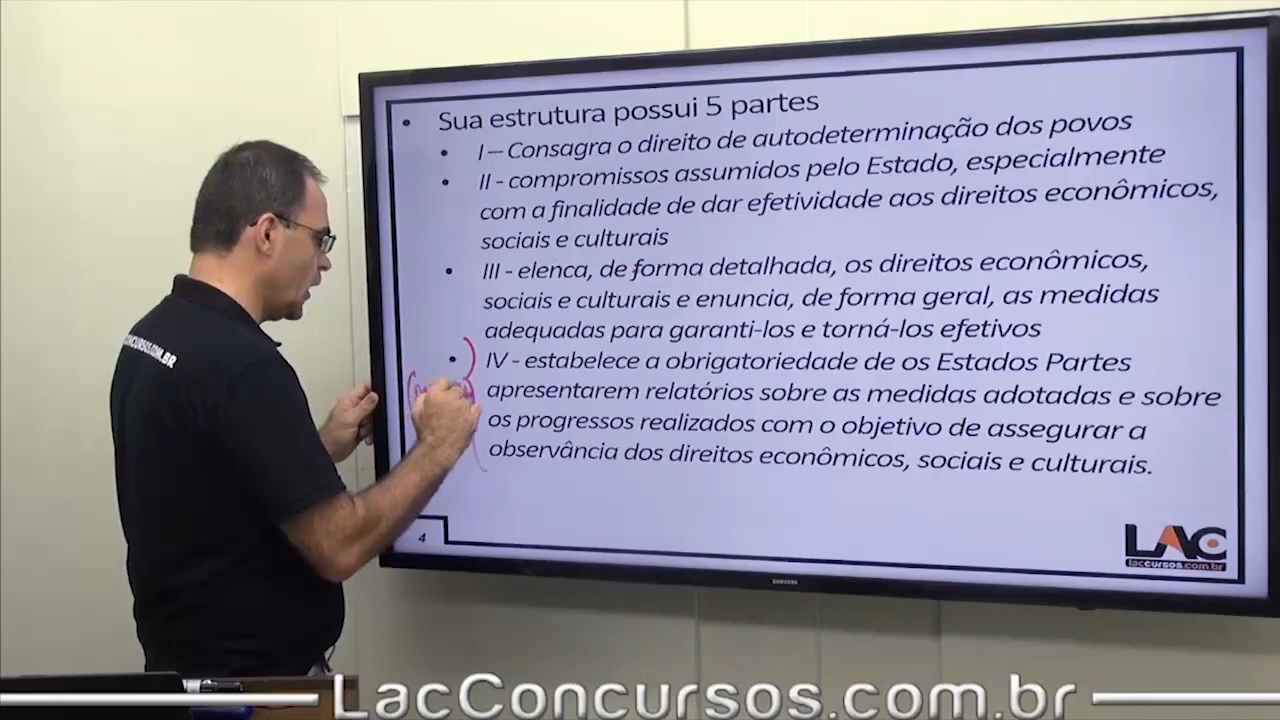 Sua estrutura possui 5 partes
I – Consagra o direito de autodeterminação dos povos
II - compromissos assumidos pelo Estado, especialmente
com a finalidade de dar efetividade aos direitos econômicos,
sociais e culturais
III - elenca, de forma detalhada, os direitos econômicos,
sociais e culturais e enuncia, de forma geral, as medidas
adequadas para garanti-los e torná-los efetivos
IV - estabelece a obrigatoriedade de os Estados Partes
apresentarem relatórios sobre as medidas adotadas e sobre
os progressos realizados com o objetivo de assegurar a
observância dos direitos econômicos, sociais e culturais.
4
LAC
laccursos.com.br
SAMSUNG
CONCURSOS.COM.BR
LacConcursos.com.br